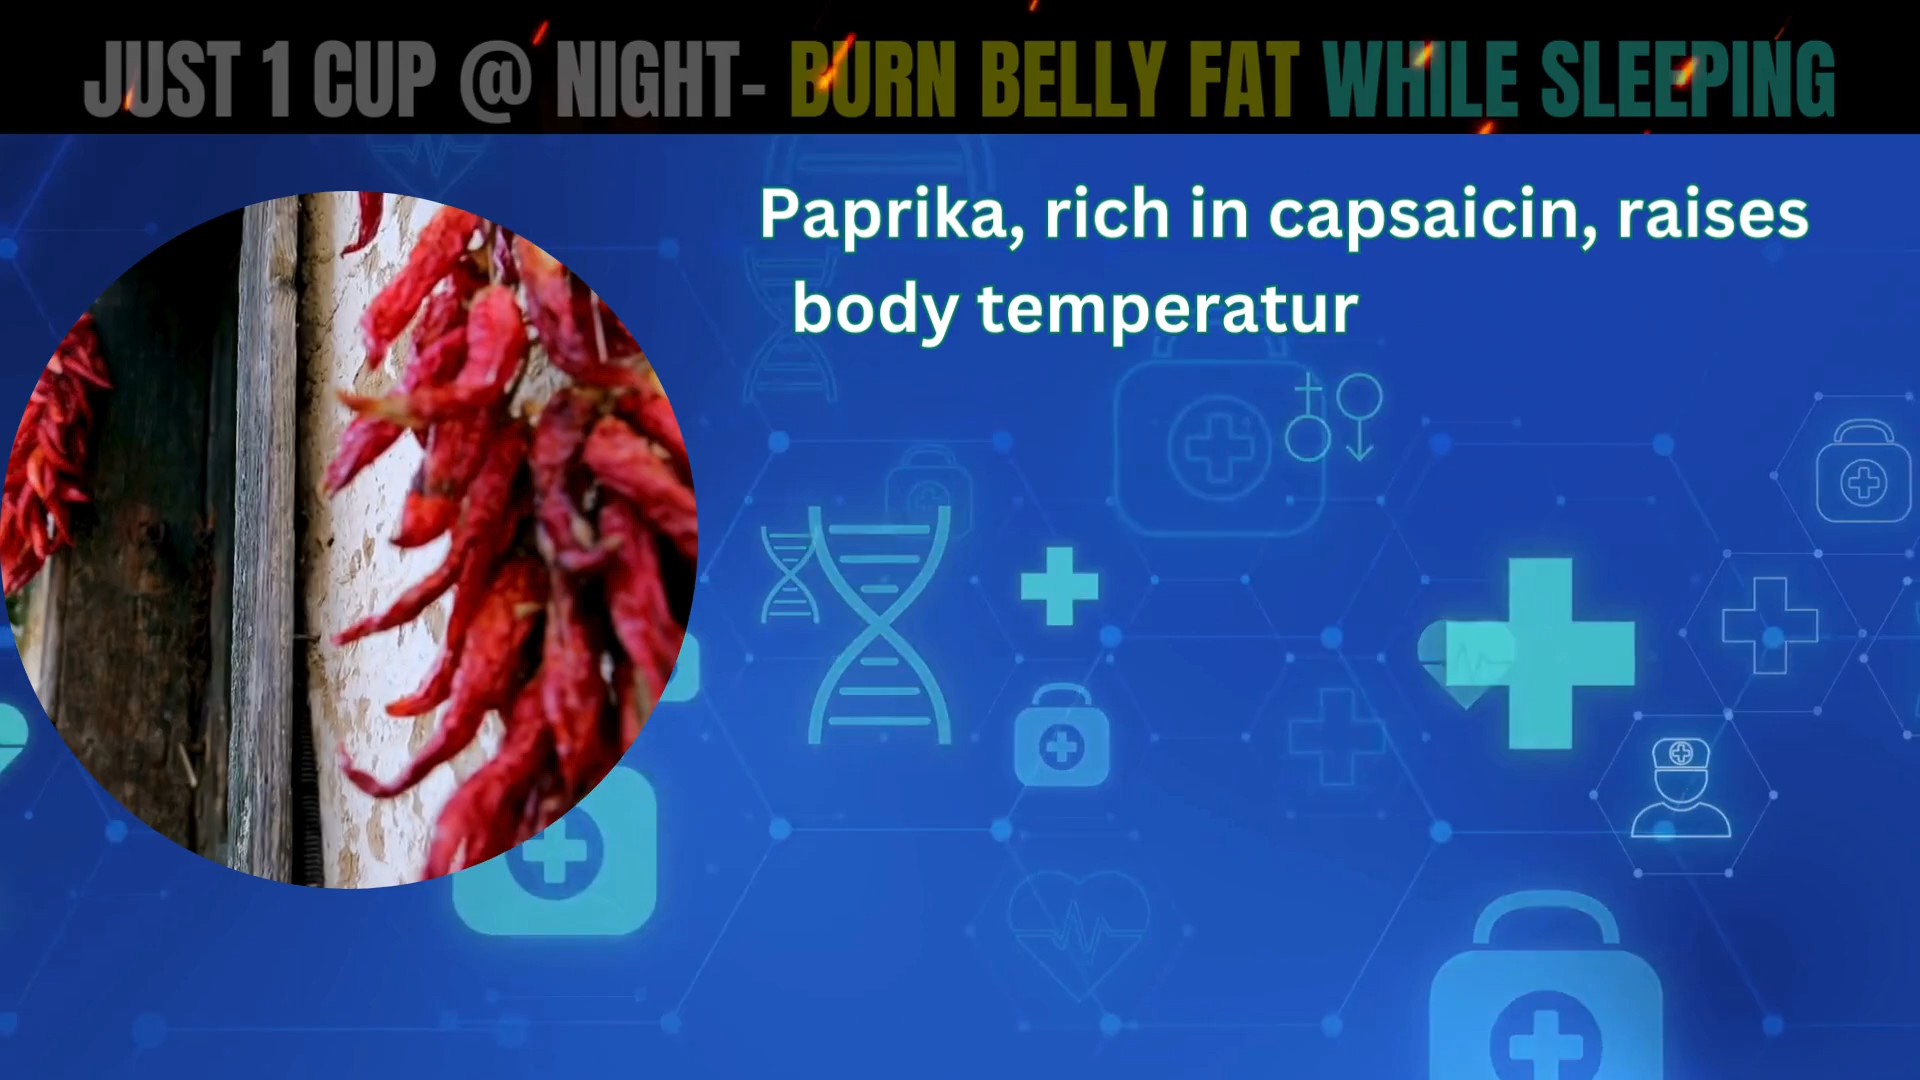 JUST 1 CUP @ NIGHT- BURN BELLY FAT WHILE SLEEPING
Paprika, rich in capsaicin, raises
body temperatur